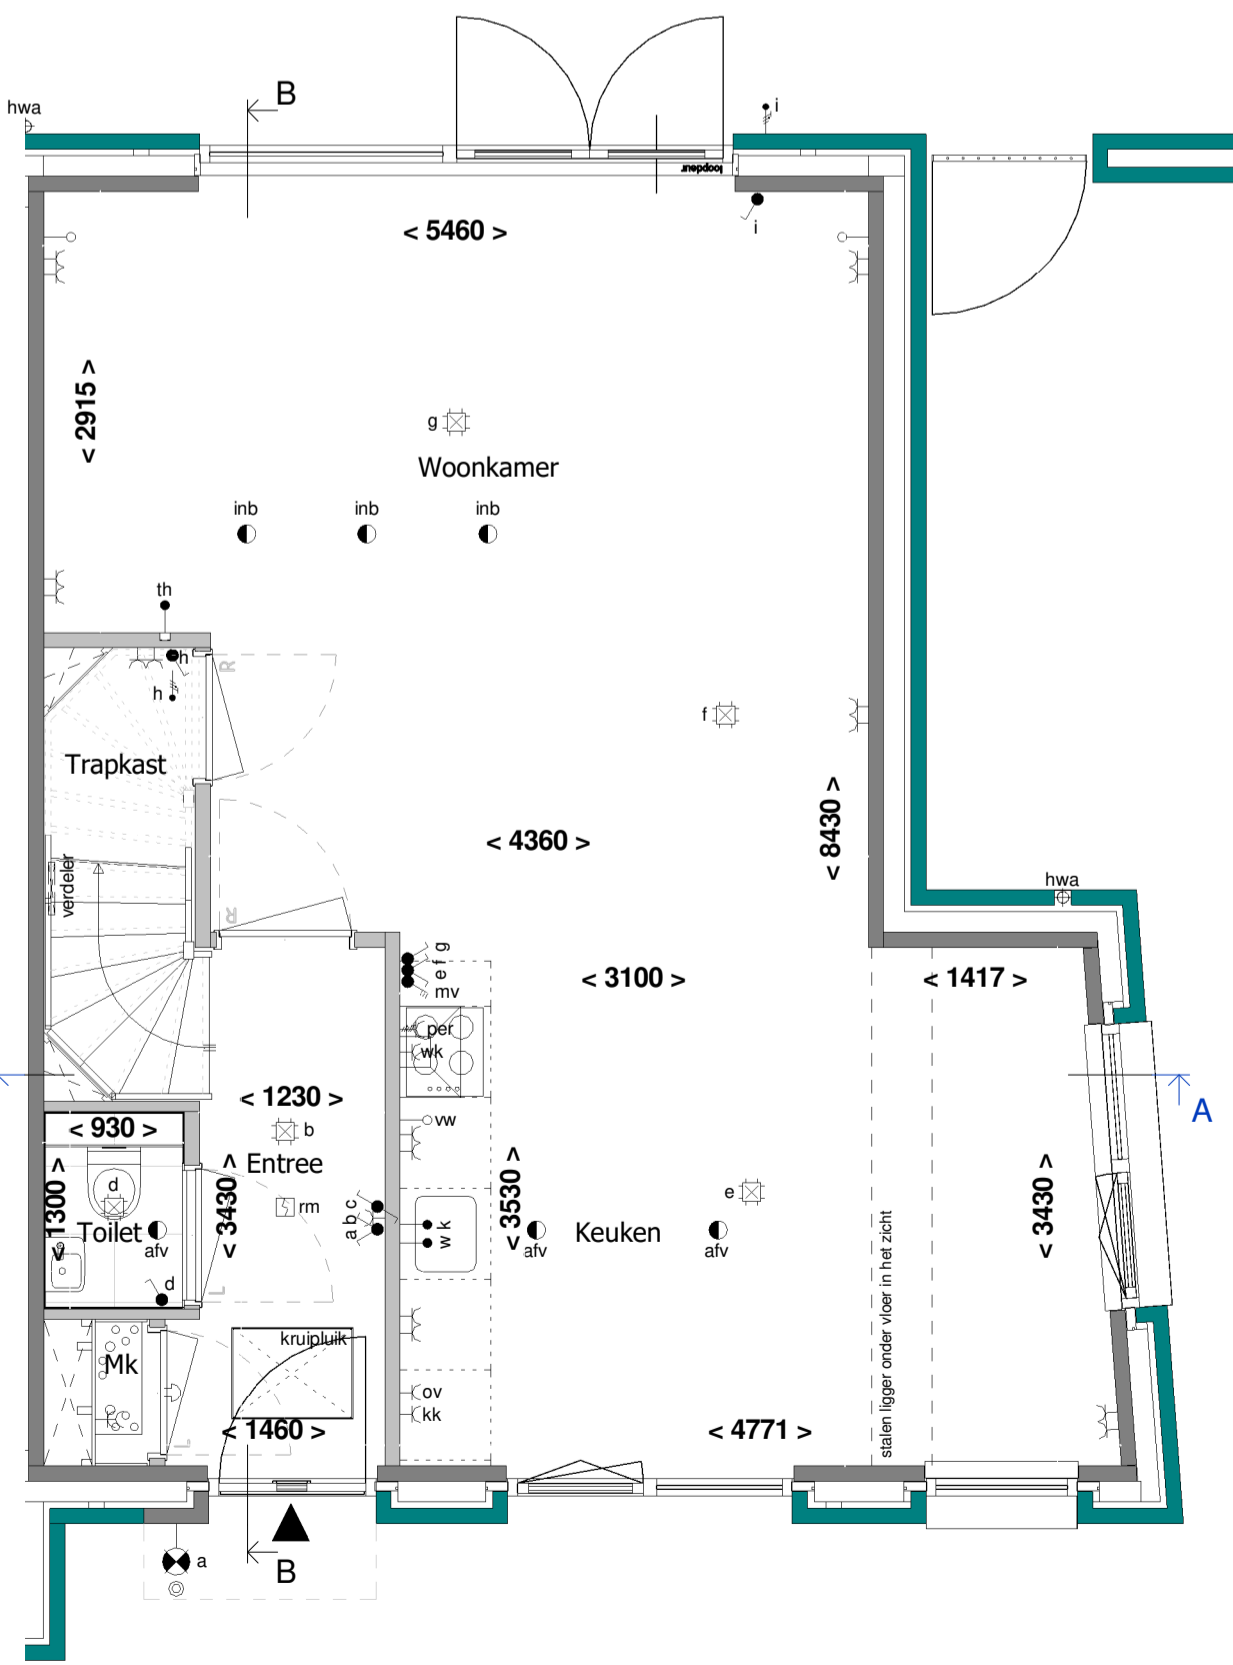 B
hwa
i
loopdeur
i
< 5460 >
< 2915 >
g
Woonkamer
inb
inb
inb
th
h
R
h
f
Trapkast
< 4360 >
< 8430 >
verdeler
hwa
R
g
e f
mv
< 3100 >
< 1417 >
per
wk
A
< 1230 >
vw
< 930 >
b
Entree
d
< 1300 >
< 3430 >
rm
a b c
w k
< 3530 >
e
< 3430 >
Toilet
afv
afv
Keuken
afv
d
L
stalen ligger onder vloer in het zicht
kruipluik
Mk
ov
kk
L
< 1460 >
< 4771 >
a
B